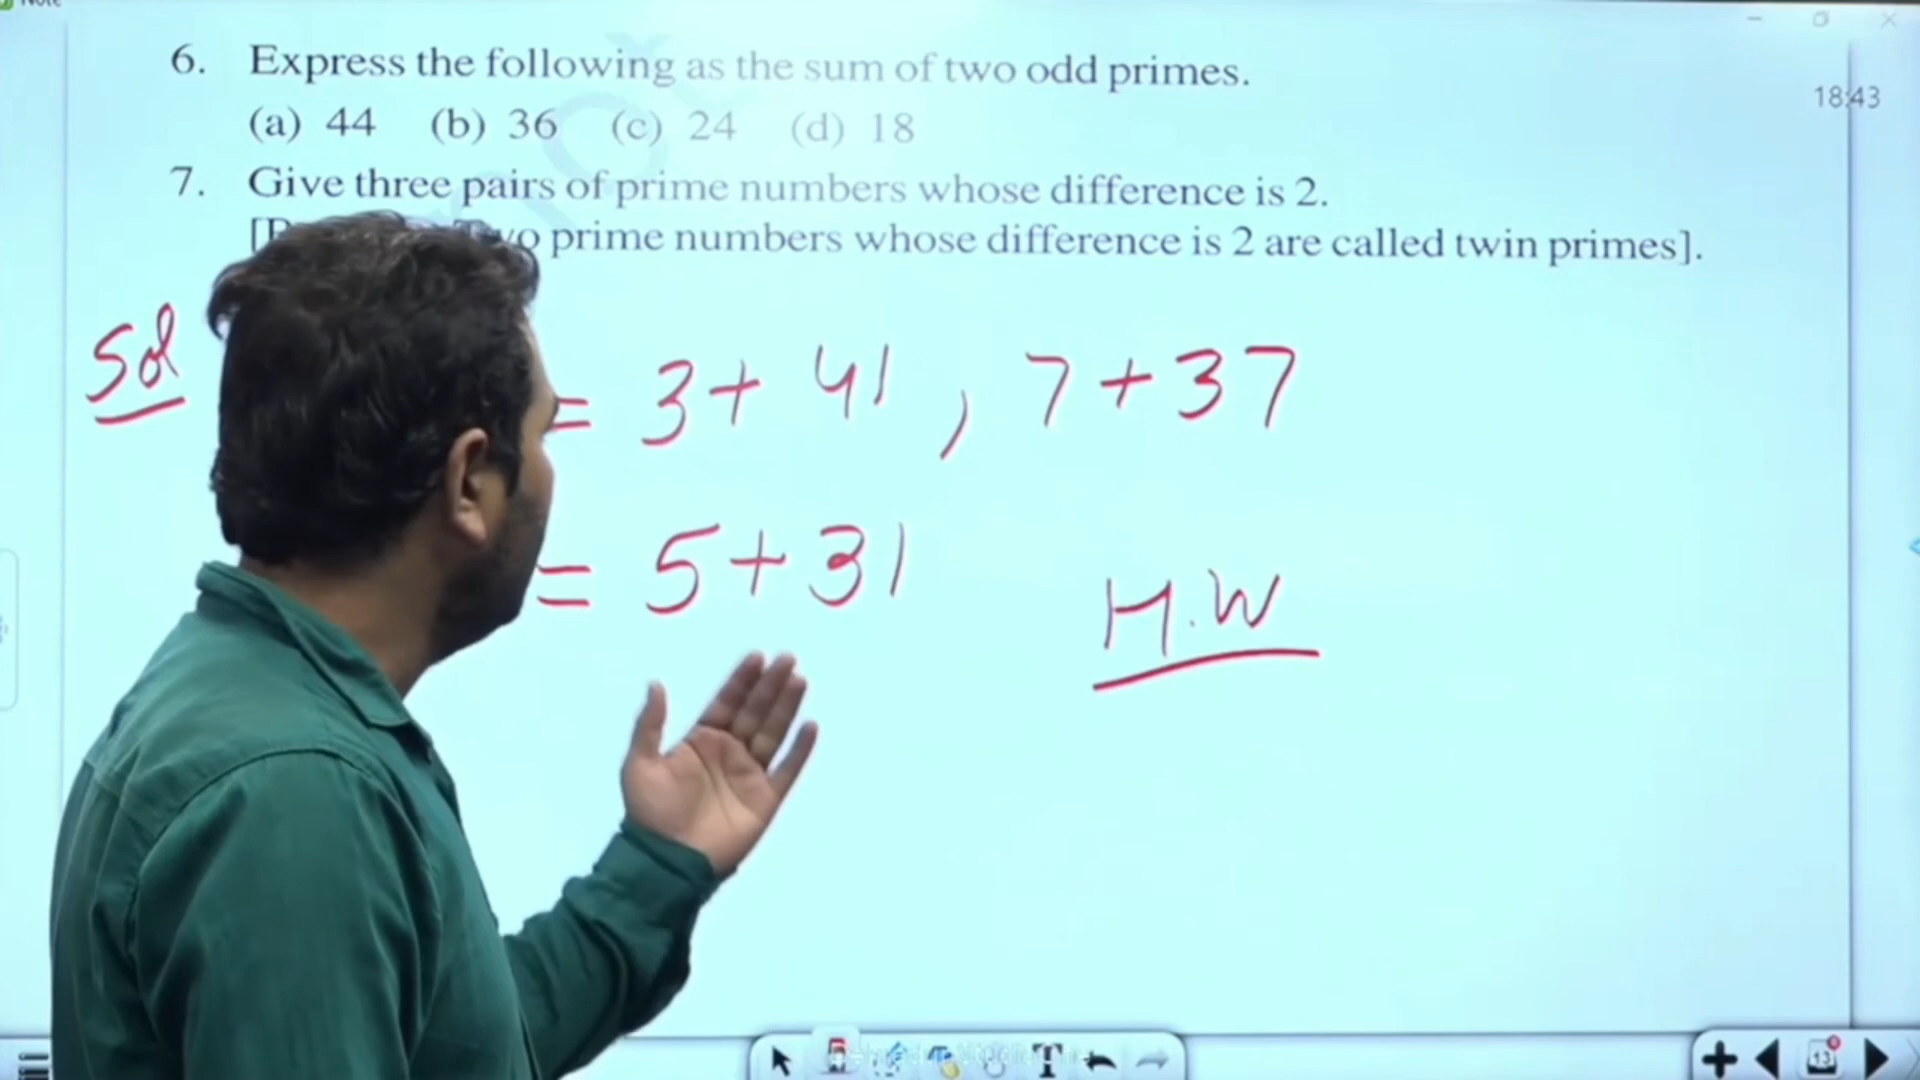 Note
6. Express the following as the sum of two odd primes.
(a) 44 (b) 36 (c) 24 (d) 18
18:43
7. Give three pairs of prime numbers whose difference is 2.
prime numbers whose difference is 2 are called twin primes].
Sol = 3 + 41 , 7 + 37
= 5 + 31
H.W
13